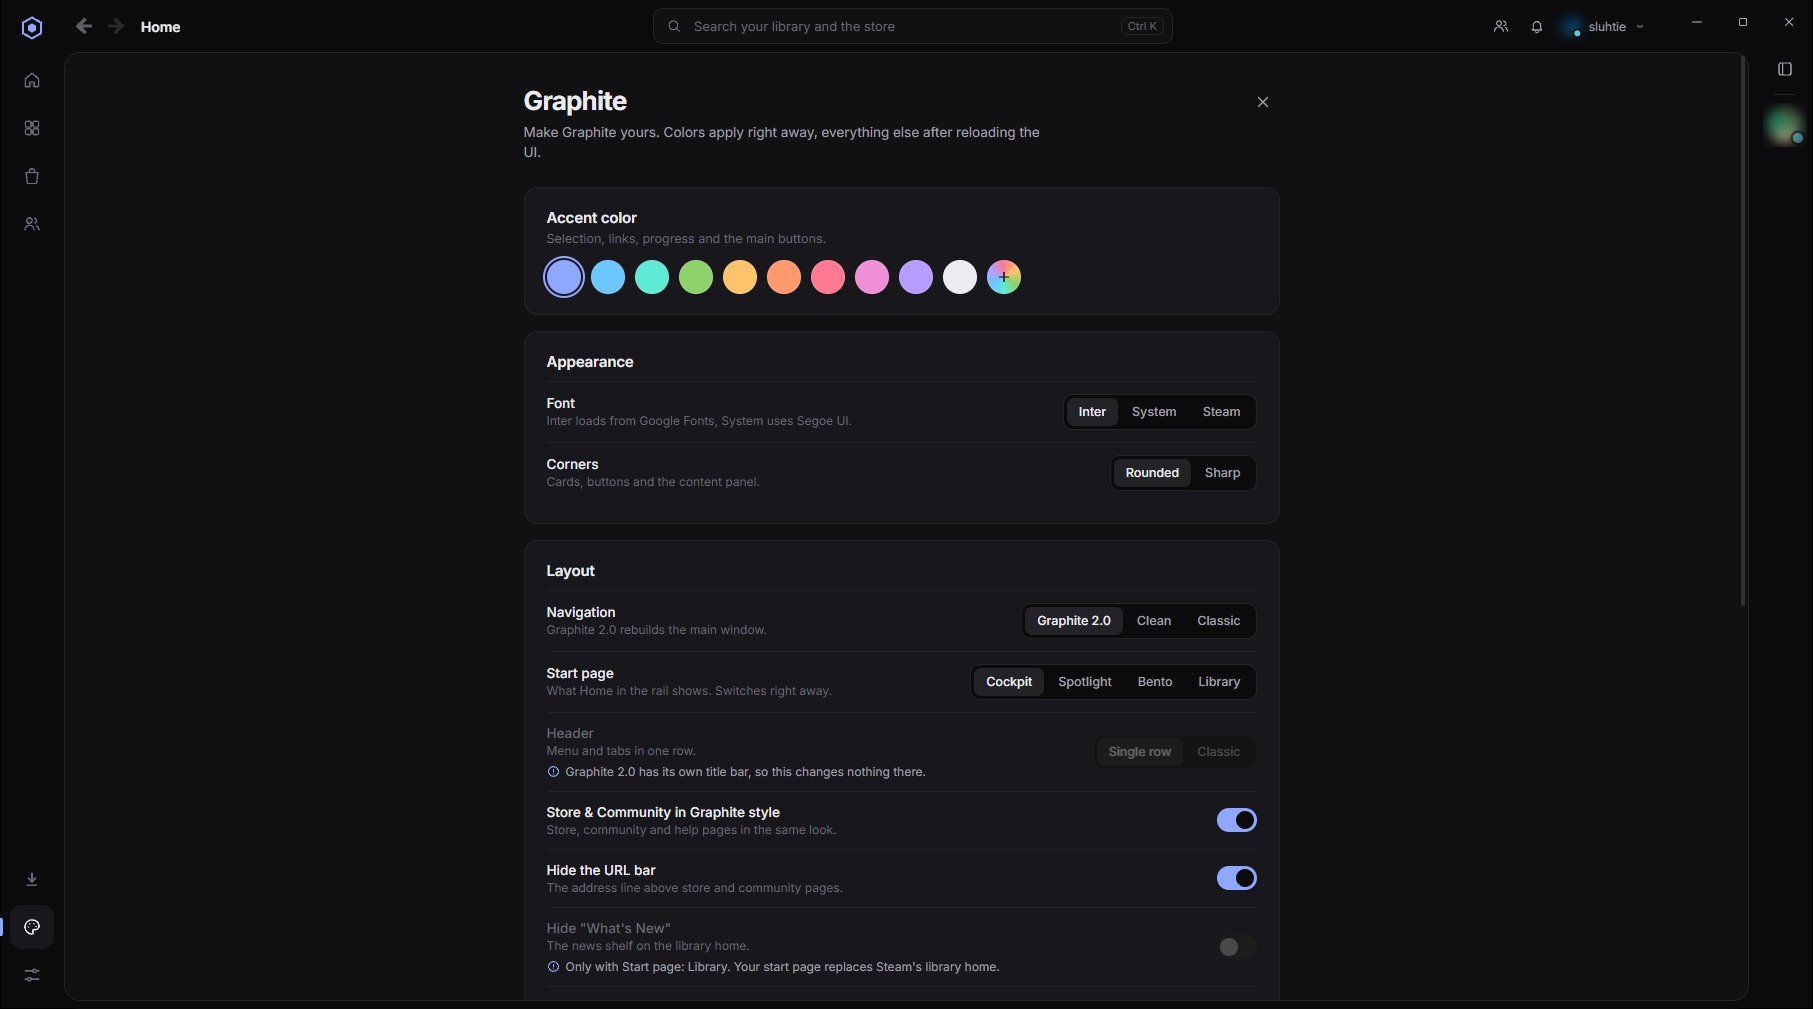 Home
Search your library and the store
Ctrl K
sluhtie
Graphite
Make Graphite yours. Colors apply right away, everything else after reloading the
UI.
Accent color
Selection, links, progress and the main buttons.
Appearance
Font
Inter loads from Google Fonts, System uses Segoe UI.
Inter System Steam
Corners
Cards, buttons and the content panel.
Rounded Sharp
Layout
Navigation
Graphite 2.0 rebuilds the main window.
Graphite 2.0 Clean Classic
Start page
What Home in the rail shows. Switches right away.
Cockpit Spotlight Bento Library
Header
Menu and tabs in one row.
Graphite 2.0 has its own title bar, so this changes nothing there.
Single row Classic
Store & Community in Graphite style
Store, community and help pages in the same look.
Hide the URL bar
The address line above store and community pages.
Hide "What's New"
The news shelf on the library home.
Only with Start page: Library. Your start page replaces Steam's library home.